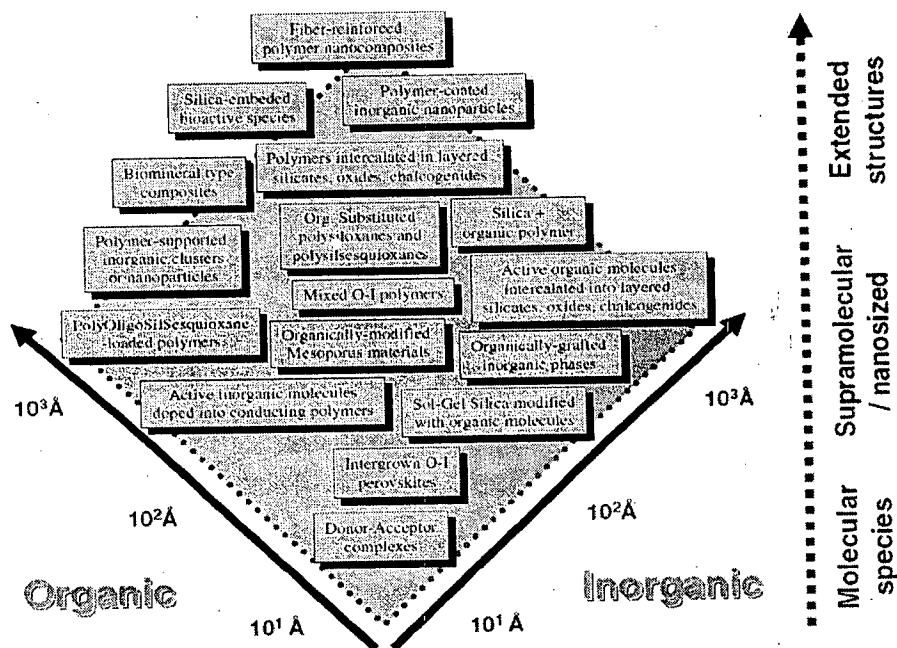 Fiber-reinforced
polymer nanocomposites
Silica-embeded
bioactive species
Polymer-coated
inorganic nanoparticles
Polymers intercalated in layered
silicates, oxides, chalcogenides
Biomineral type
composites
Org. Substituted
polysiloxanes and
polysilsesquioxanes
Silica +
organic polymer
Polymer-supported
inorganic clusters
or nanoparticles
Active organic molecules
intercalated into layered
silicates, oxides, chalcogenides
Mixed O-I polymers
PolyOligoSilSesquioxane-
loaded polymers
Organically-modified
Mesoporus materials
Organically-grafted
inorganic phases
Active inorganic molecules
doped into conducting polymers
Sol-Gel Silica modified
with organic molecules
Intergrown O-I
perovskites
Donor-Acceptor
complexes
10³Å
10²Å
10¹ Å
10¹ Å
10²Å
10³Å
Organic
Inorganic
Extended
structures
Supramolecular
/ nanosized
Molecular
species